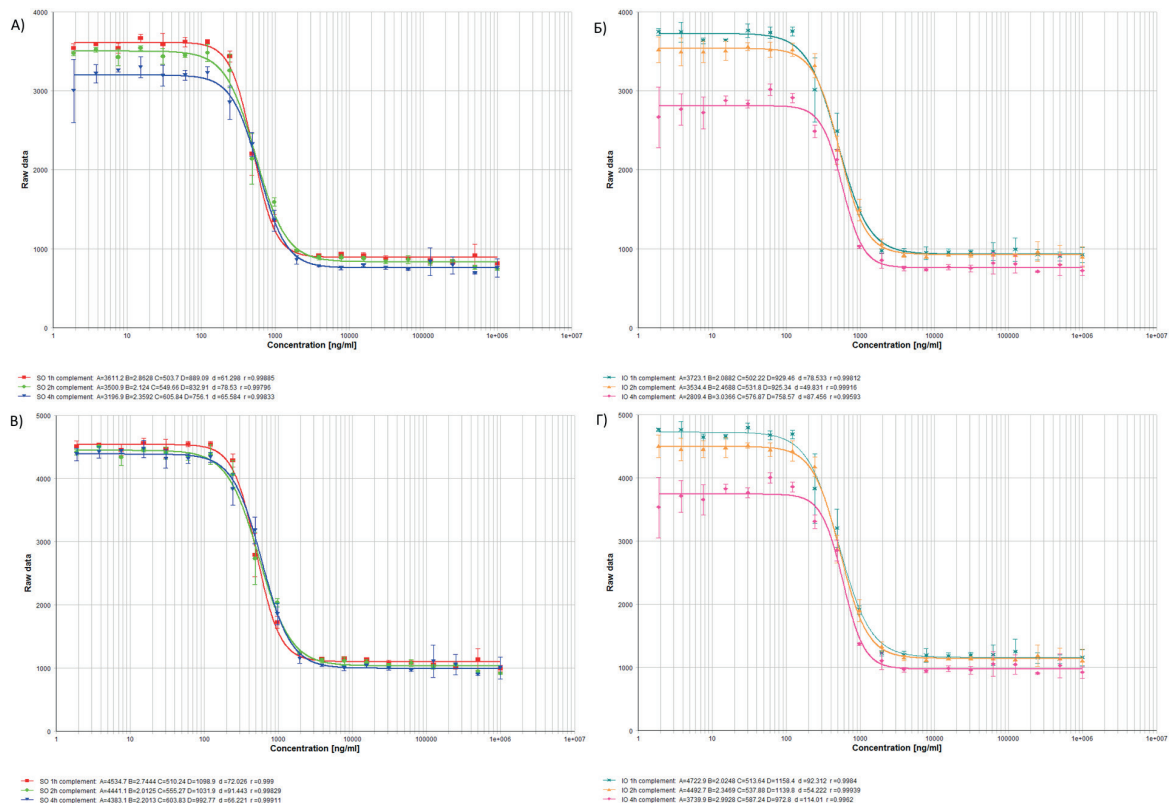 А)
4000
3000
2000
1000
0
Raw data
1 10 100 1000 10000 100000 1e+006 1e+007
Concentration [ng/ml]
SO 1h complement: A=3611.2 B=2.8628 C=503.7 D=889.09 d =61.298 r =0.99885
SO 2h complement: A=3500.9 B=2.124 C=549.66 D=832.91 d =78.53 r =0.99796
SO 4h complement: A=3196.9 B=2.3592 C=605.84 D=756.1 d =65.584 r =0.99833
Б)
4000
3000
2000
1000
0
Raw data
1 10 100 1000 10000 100000 1e+006 1e+007
Concentration [ng/ml]
IO 1h complement: A=3723.1 B=2.0882 C=502.22 D=929.46 d =78.533 r =0.99812
IO 2h complement: A=3534.4 B=2.4688 C=531.8 D=925.34 d =49.831 r =0.99916
IO 4h complement: A=2809.4 B=3.0366 C=576.87 D=758.57 d =87.456 r =0.99593
В)
5000
4000
3000
2000
1000
0
Raw data
1 10 100 1000 10000 100000 1e+006 1e+007
Concentration [ng/ml]
SO 1h complement: A=4534.7 B=2.7444 C=510.24 D=1098.9 d =72.026 r =0.999
SO 2h complement: A=4441.1 B=2.0125 C=555.27 D=1031.9 d =91.443 r =0.99829
SO 4h complement: A=4383.1 B=2.2013 C=603.83 D=992.77 d =66.221 r =0.99911
Г)
5000
4000
3000
2000
1000
0
Raw data
1 10 100 1000 10000 100000 1e+006 1e+007
Concentration [ng/ml]
IO 1h complement: A=4722.9 B=2.0248 C=513.64 D=1158.4 d =92.312 r =0.9984
IO 2h complement: A=4492.7 B=2.3469 C=537.88 D=1139.8 d =54.222 r =0.99939
IO 4h complement: A=3739.9 B=2.9928 C=587.24 D=972.8 d =114.01 r =0.9962